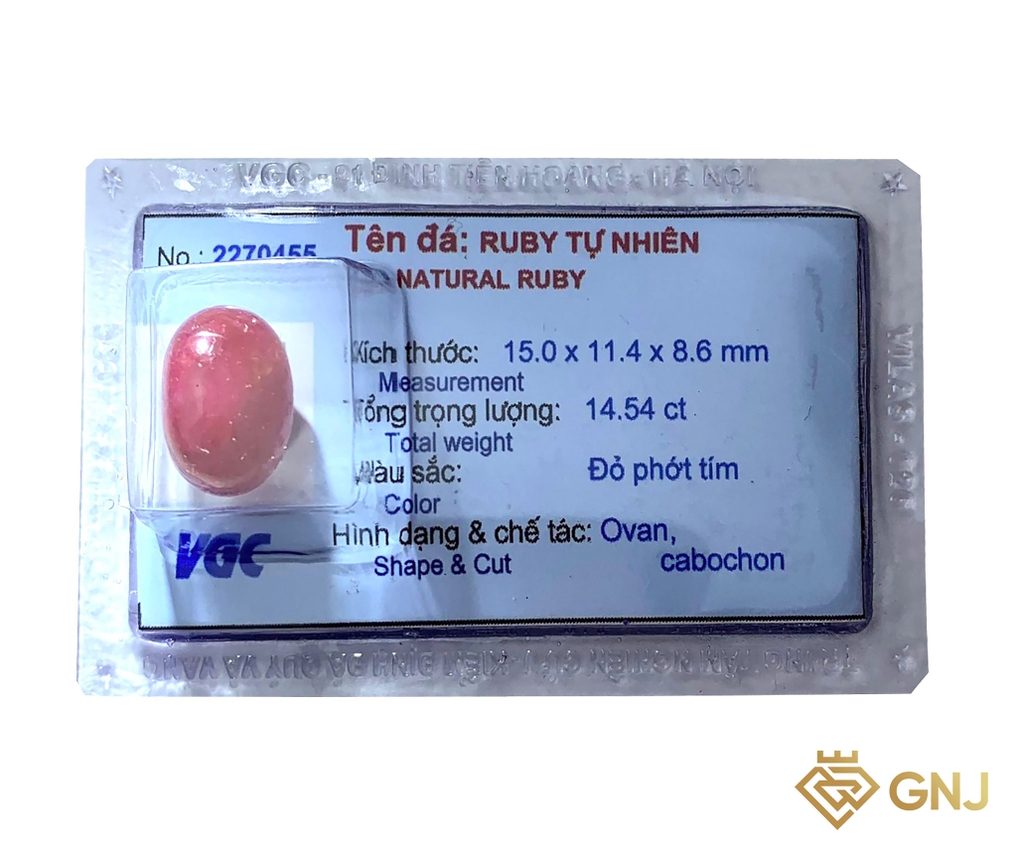 VGC - 91 ĐINH TIÊN HOÀNG - HÀ NỘI
No.: 2270455
Tên đá: RUBY TỰ NHIÊN
NATURAL RUBY
Kích thước: 15.0 x 11.4 x 8.6 mm
Measurement
Tổng trọng lượng: 14.54 ct
Total weight
Màu sắc: Đỏ phớt tím
Color
Hình dạng & chế tác: Ovan,
Shape & Cut cabochon
VGC
GNJ